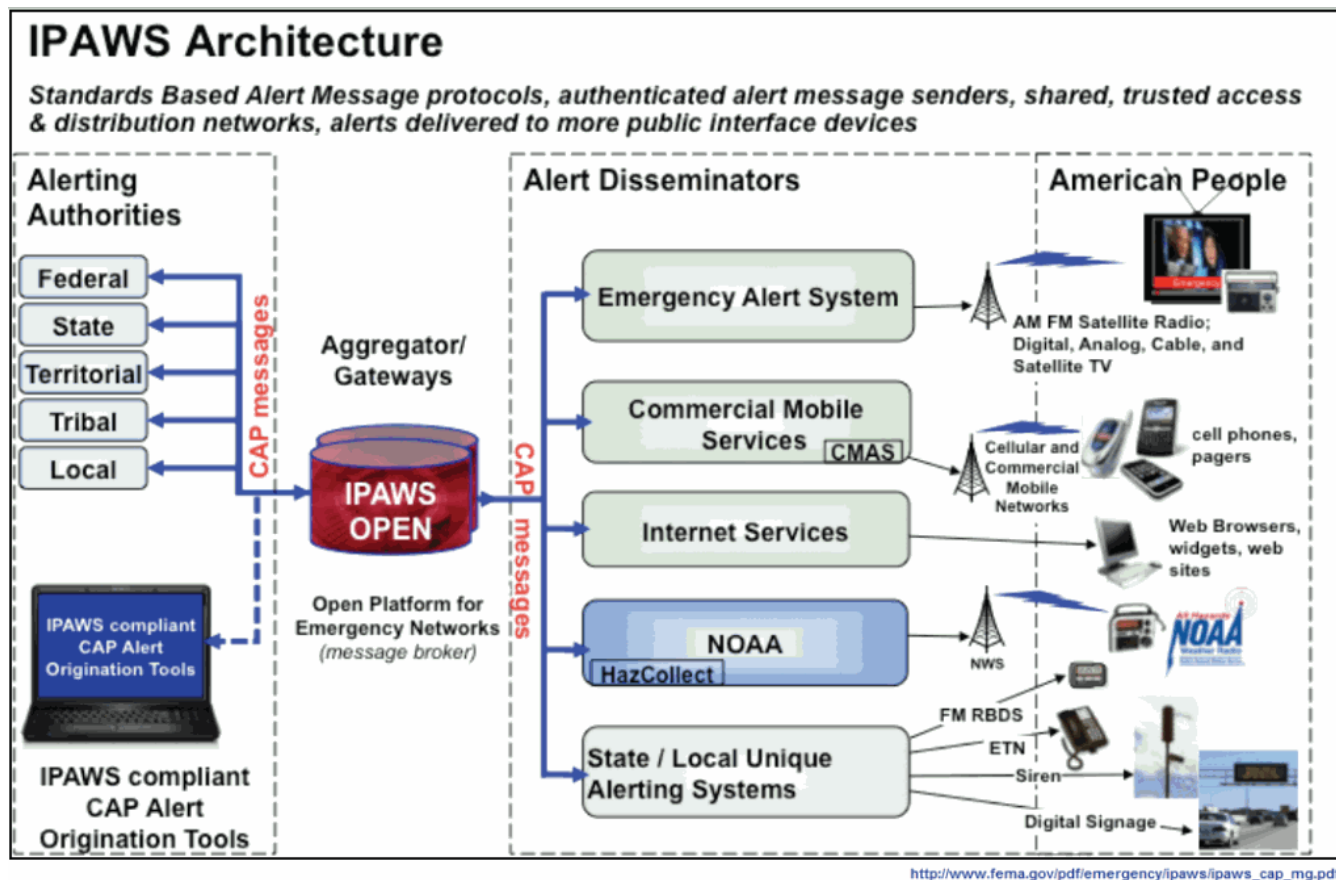 IPAWS Architecture
Standards Based Alert Message protocols, authenticated alert message senders, shared, trusted access
& distribution networks, alerts delivered to more public interface devices
Alerting
Authorities
Federal
State
Territorial
Tribal
Local
CAP messages
IPAWS compliant
CAP Alert
Origination Tools
IPAWS compliant
CAP Alert
Origination Tools
Aggregator/
Gateways
IPAWS
OPEN
Open Platform for
Emergency Networks
(message broker)
CAP messages
Alert Disseminators
Emergency Alert System
Commercial Mobile
Services
CMAS
Internet Services
NOAA
HazCollect
State / Local Unique
Alerting Systems
American People
Emergency
AM FM Satellite Radio;
Digital, Analog, Cable, and
Satellite TV
Cellular and
Commercial
Mobile
Networks
cell phones,
pagers
Web Browsers,
widgets, web
sites
NWS
All Hazards
NOAA
Weather Radio
FM RBDS
ETN
Siren
Digital Signage
http://www.fema.gov/pdf/emergency/ipaws/ipaws_cap_mg.pdf